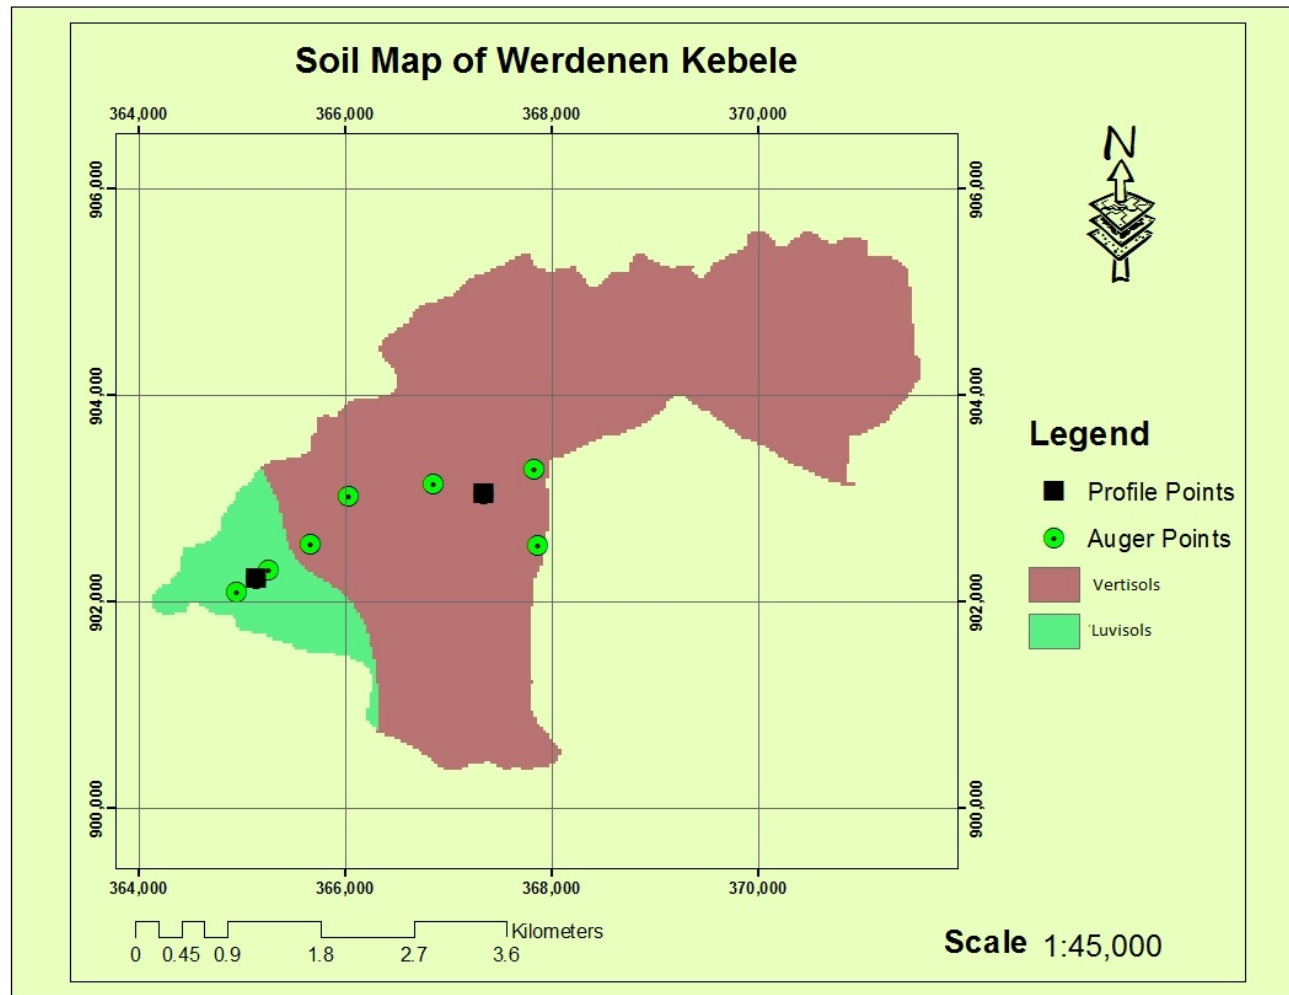 Soil Map of Werdenen Kebele
364,000 366,000 368,000 370,000
N
906,000 906,000
904,000 904,000
Legend
Profile Points
Auger Points
Vertisols
'Luvisols
902,000 902,000
900,000 900,000
364,000 366,000 368,000 370,000
Kilometers
0 0.45 0.9 1.8 2.7 3.6
Scale 1:45,000